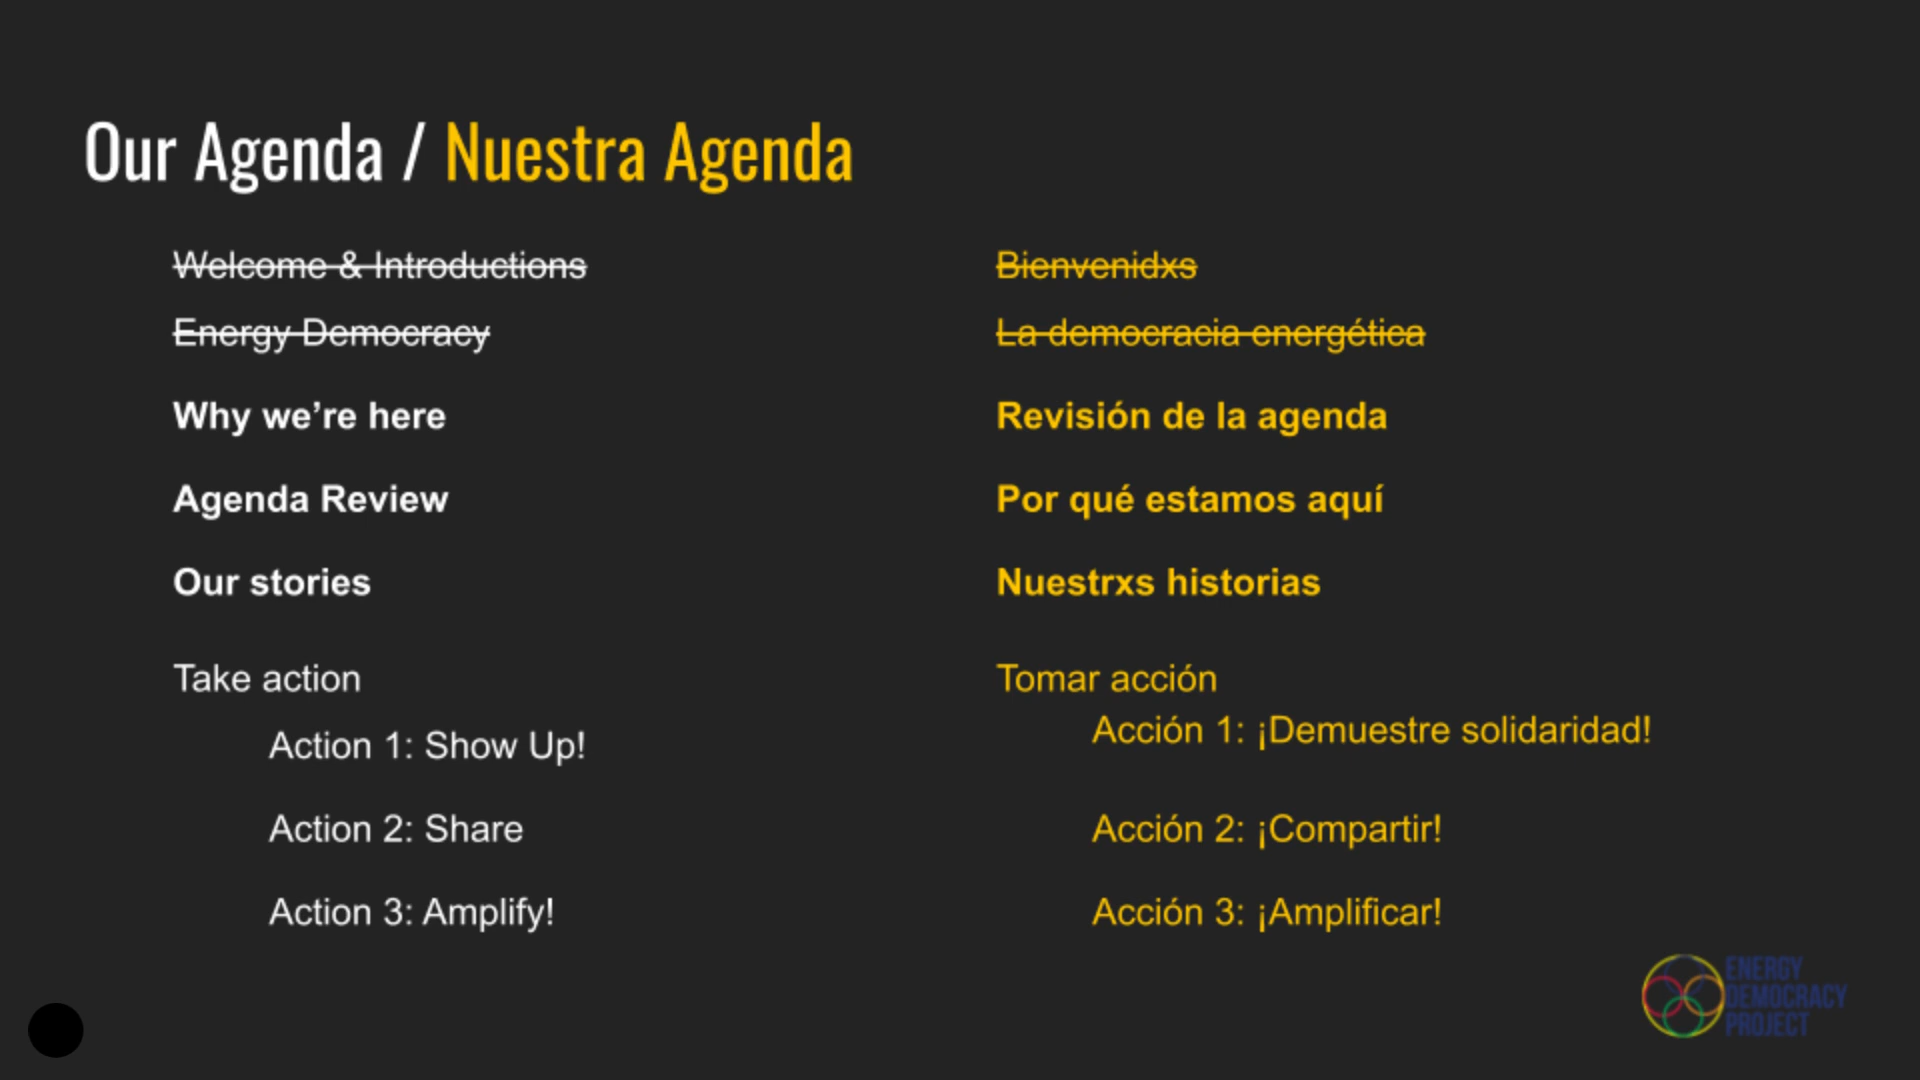 Our Agenda / Nuestra Agenda
Welcome & Introductions
Energy Democracy
Why we’re here
Agenda Review
Our stories
Take action
Action 1: Show Up!
Action 2: Share
Action 3: Amplify!
Bienvenidxs
La democracia energética
Revisión de la agenda
Por qué estamos aquí
Nuestrxs historias
Tomar acción
Acción 1: ¡Demuestre solidaridad!
Acción 2: ¡Compartir!
Acción 3: ¡Amplificar!
ENERGY
DEMOCRACY
PROJECT